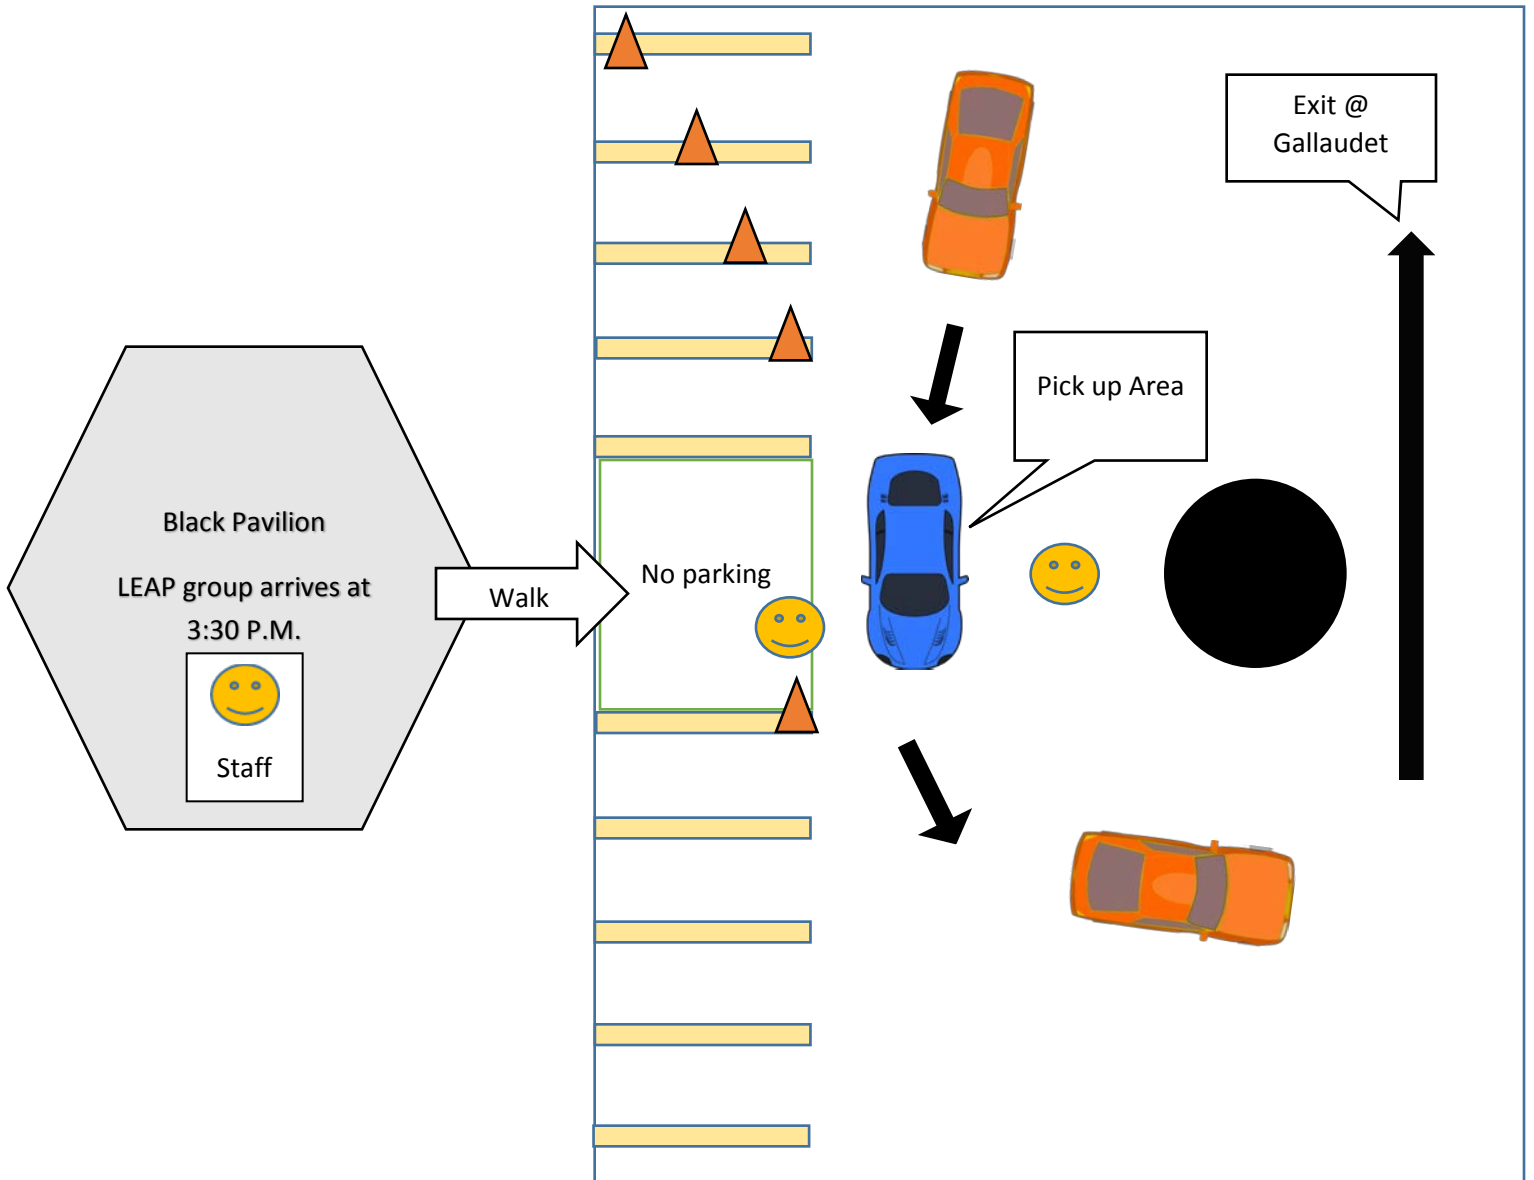 Exit @
Gallaudet
Pick up Area
Black Pavilion
LEAP group arrives at
3:30 P.M.
Walk
No parking
Staff